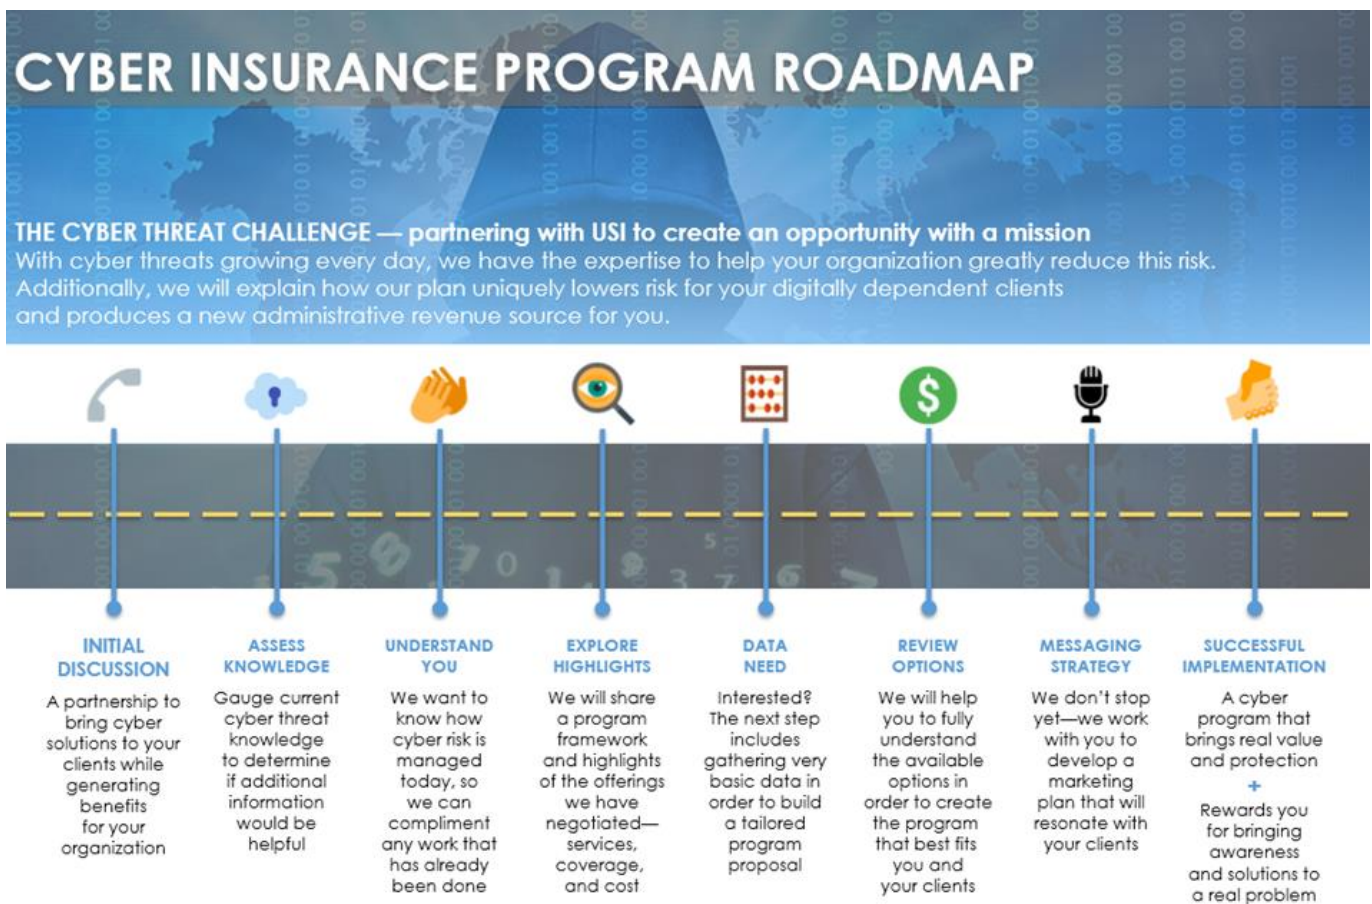 CYBER INSURANCE PROGRAM ROADMAP
THE CYBER THREAT CHALLENGE — partnering with USI to create an opportunity with a mission
With cyber threats growing every day, we have the expertise to help your organization greatly reduce this risk.
Additionally, we will explain how our plan uniquely lowers risk for your digitally dependent clients
and produces a new administrative revenue source for you.
INITIAL
DISCUSSION
A partnership to
bring cyber
solutions to your
clients while
generating
benefits
for your
organization
ASSESS
KNOWLEDGE
Gauge current
cyber threat
knowledge
to determine
if additional
information
would be
helpful
UNDERSTAND
YOU
We want to
know how
cyber risk is
managed
today, so
we can
compliment
any work that
has already
been done
EXPLORE
HIGHLIGHTS
We will share
a program
framework
and highlights
of the offerings
we have
negotiated—
services,
coverage,
and cost
DATA
NEED
Interested?
The next step
includes
gathering very
basic data in
order to build
a tailored
program
proposal
REVIEW
OPTIONS
We will help
you to fully
understand
the available
options in
order to create
the program
that best fits
you and
your clients
MESSAGING
STRATEGY
We don't stop
yet—we work
with you to
develop a
marketing
plan that will
resonate with
your clients
SUCCESSFUL
IMPLEMENTATION
A cyber
program that
brings real value
and protection
+
Rewards you
for bringing
awareness
and solutions to
a real problem